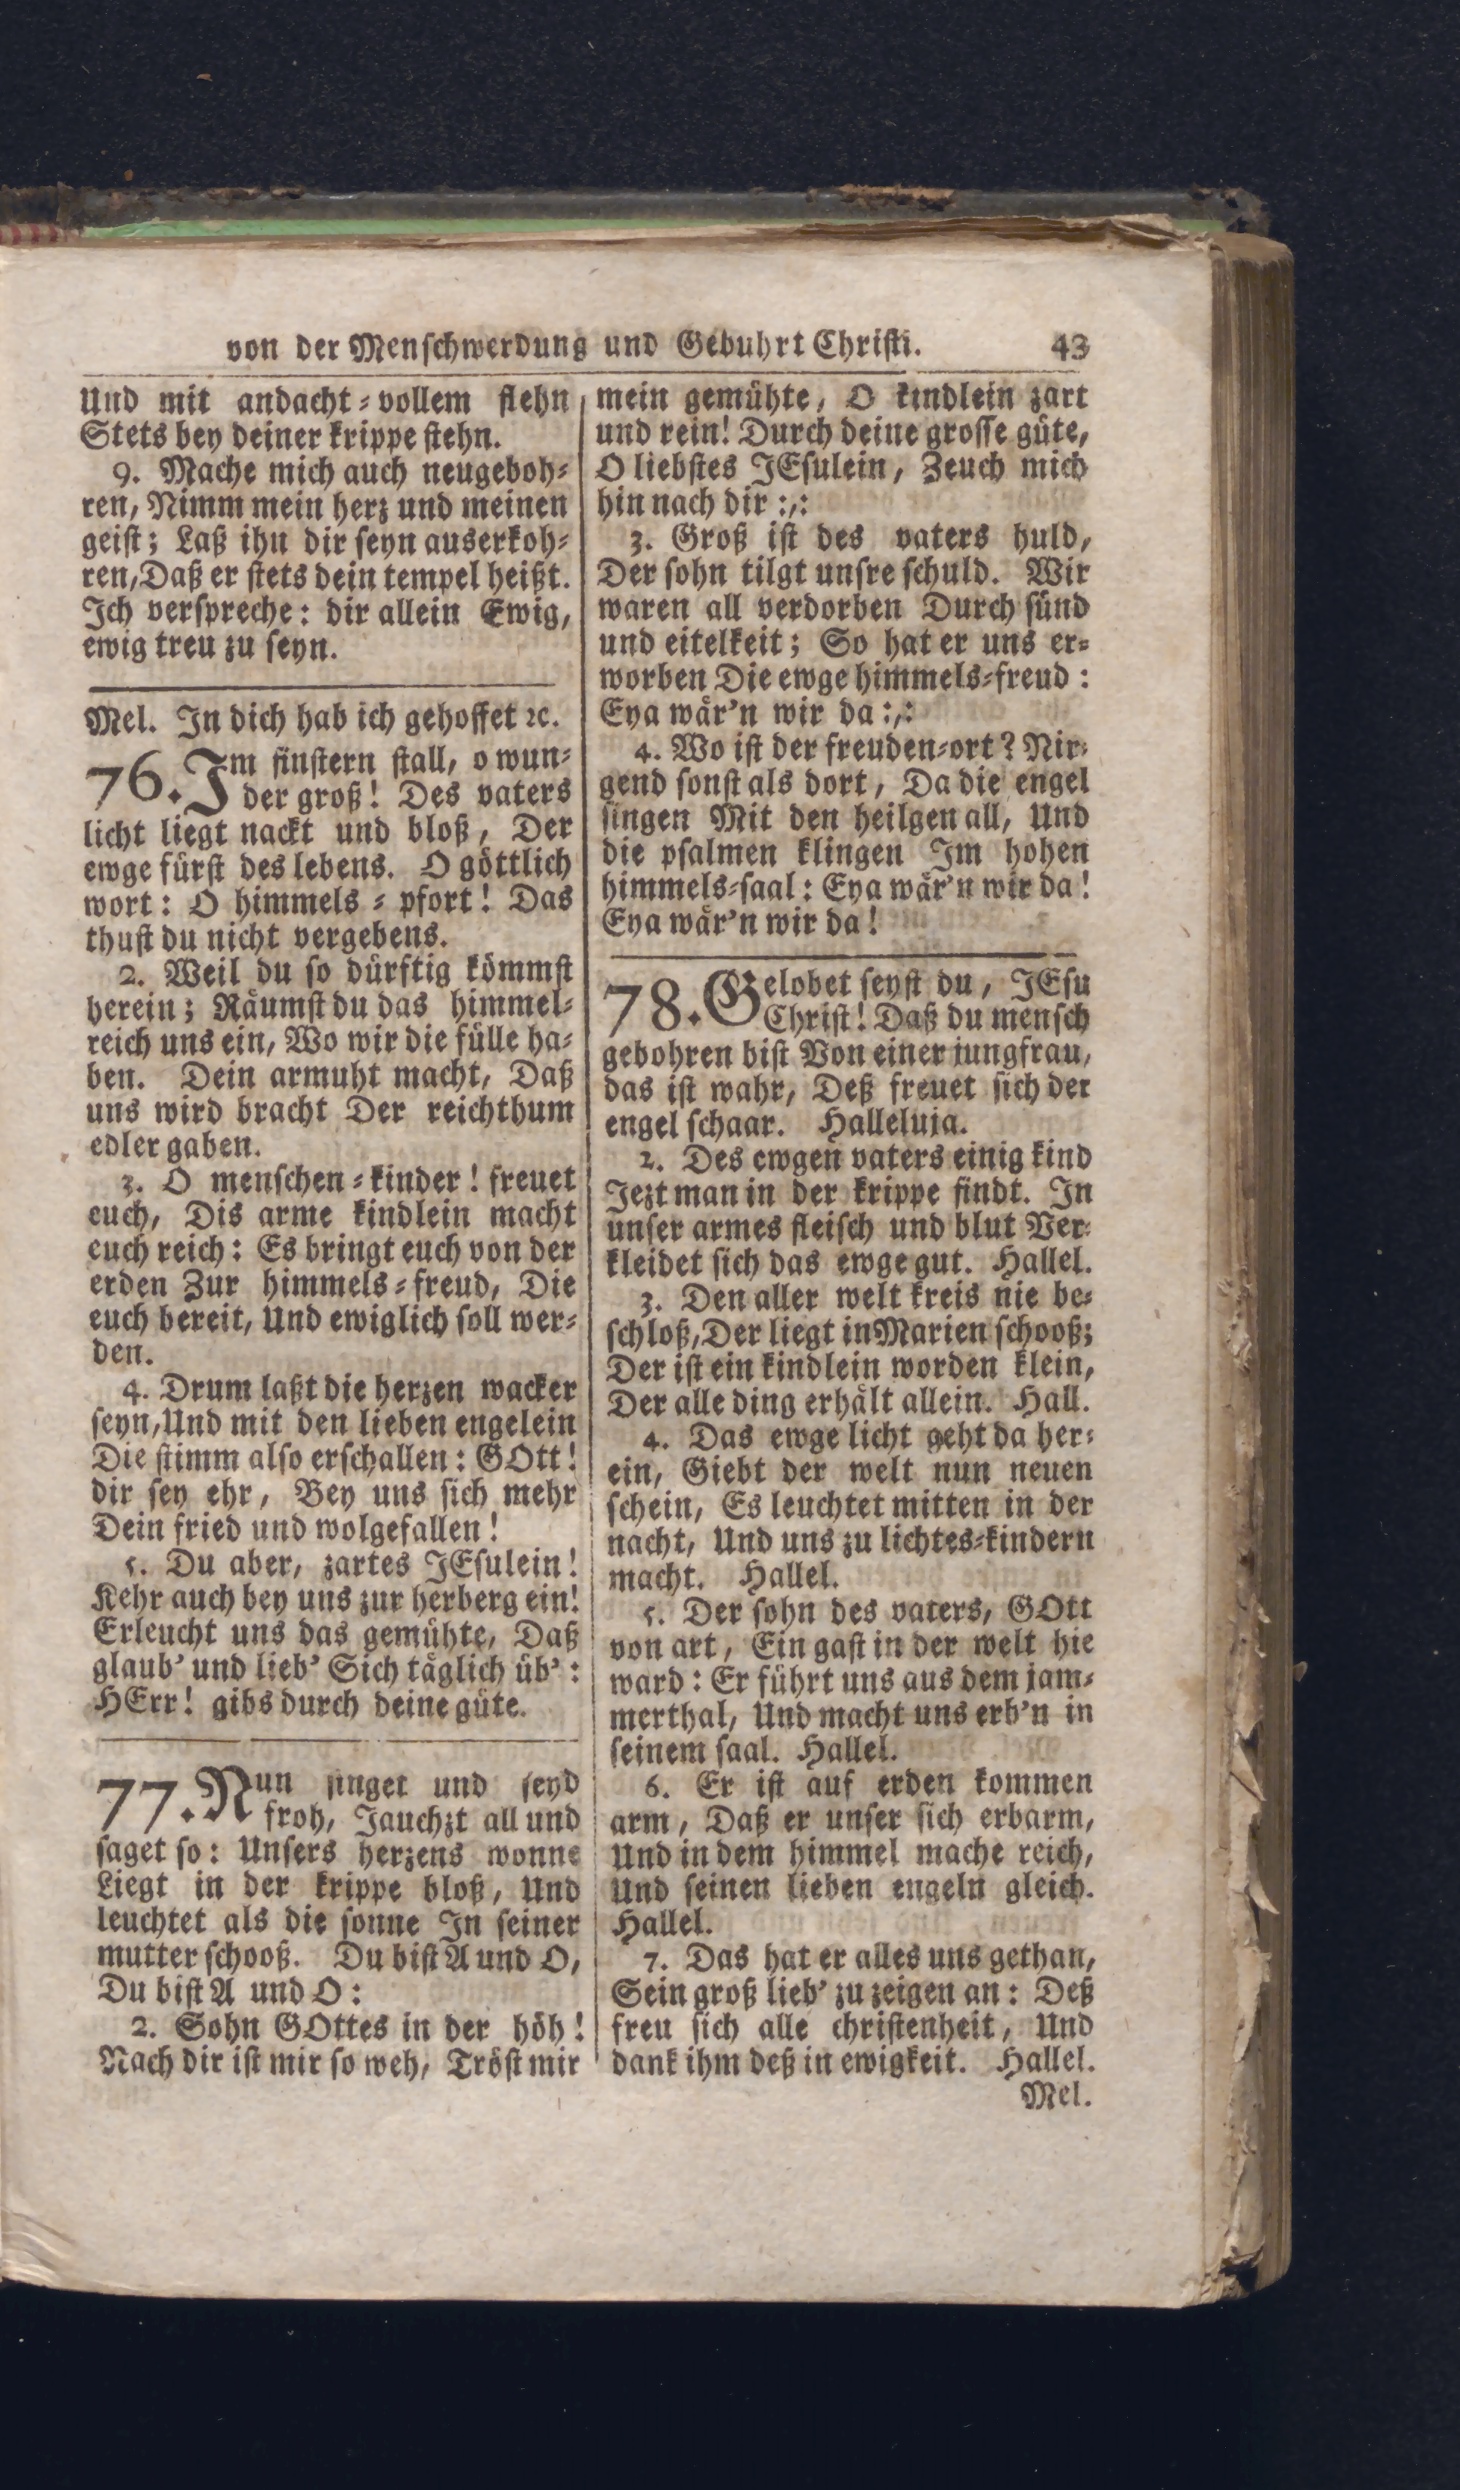 von der Menschwerdung und Gebuhrt Christi. 43
Und mit andacht-vollem flehn
Stets bey deiner krippe stehn.
9. Mache mich auch neugeboh-
ren, Nimm mein herz und meinen
geist; Laß ihn dir seyn auserkoh-
ren, Daß er stets dein tempel heißt.
Ich verspreche: dir allein Ewig,
ewig treu zu seyn.
Mel. In dich hab ich gehoffet ꝛc.
76. Im finstern stall, o wun-
der groß! Des vaters
licht liegt nackt und bloß, Der
ewge fürst des lebens. O göttlich
wort: O himmels-pfort! Das
thust du nicht vergebens.
2. Weil du so dürftig kömmst
herein; Räumst du das himmel-
reich uns ein, Wo wir die fülle ha-
ben. Dein armuht macht, Daß
uns wird bracht Der reichthum
edler gaben.
3. O menschen-kinder! freuet
euch, Dis arme kindlein macht
euch reich: Es bringt euch von der
erden Zur himmels-freud, Die
euch bereit, Und ewiglich soll wer-
den.
4. Drum laßt die herzen wacker
seyn, Und mit den lieben engelein
Die stimm also erschallen: GOtt!
dir sey ehr, Bey uns sich mehr
Dein fried und wolgefallen!
5. Du aber, zartes JEsulein!
Kehr auch bey uns zur herberg ein!
Erleucht uns das gemühte, Daß
glaub' und lieb' Sich täglich üb':
HErr! gibs durch deine güte.
77. Nun singet und seyd
froh, Jauchzt all und
saget so: Unsers herzens wonne
Liegt in der krippe bloß, Und
leuchtet als die sonne In seiner
mutter schooß. Du bist A und O,
Du bist A und O:
2. Sohn GOttes in der höh!
Nach dir ist mir so weh, Tröst mir
mein gemühte, O kindlein zart
und rein! Durch deine grosse güte,
O liebstes JEsulein, Zeuch mich
hin nach dir :,:
3. Groß ist des vaters huld,
Der sohn tilgt unsre schuld. Wir
waren all verdorben Durch sünd
und eitelkeit; So hat er uns er-
worben Die ewge himmels-freud:
Eya wär'n wir da :,:
4. Wo ist der freuden-ort? Nir-
gend sonst als dort, Da die engel
singen Mit den heilgen all, Und
die psalmen klingen Im hohen
himmels-saal: Eya wär'n wir da!
Eya wär'n wir da!
78. Gelobet seyst du, JEsu
Christ! Daß du mensch
gebohren bist Von einer jungfrau,
das ist wahr, Deß freuet sich der
engel schaar. Halleluja.
2. Des ewgen vaters einig kind
Jezt man in der krippe findt. In
unser armes fleisch und blut Ver-
kleidet sich das ewge gut. Hallel.
3. Den aller welt kreis nie be-
schloß, Der liegt in Marien schooß;
Der ist ein kindlein worden klein,
Der alle ding erhält allein. Hall.
4. Das ewge licht geht da her-
ein, Giebt der welt nun neuen
schein, Es leuchtet mitten in der
nacht, Und uns zu lichtes-kindern
macht. Hallel.
5. Der sohn des vaters, GOtt
von art, Ein gast in der welt hie
ward: Er führt uns aus dem jam-
merthal, Und macht uns erb'n in
seinem saal. Hallel.
6. Er ist auf erden kommen
arm, Daß er unser sich erbarm,
Und in dem himmel mache reich,
Und seinen lieben engeln gleich.
Hallel.
7. Das hat er alles uns gethan,
Sein groß lieb' zu zeigen an: Deß
freu sich alle christenheit, Und
dank ihm deß in ewigkeit. Hallel.
Mel.